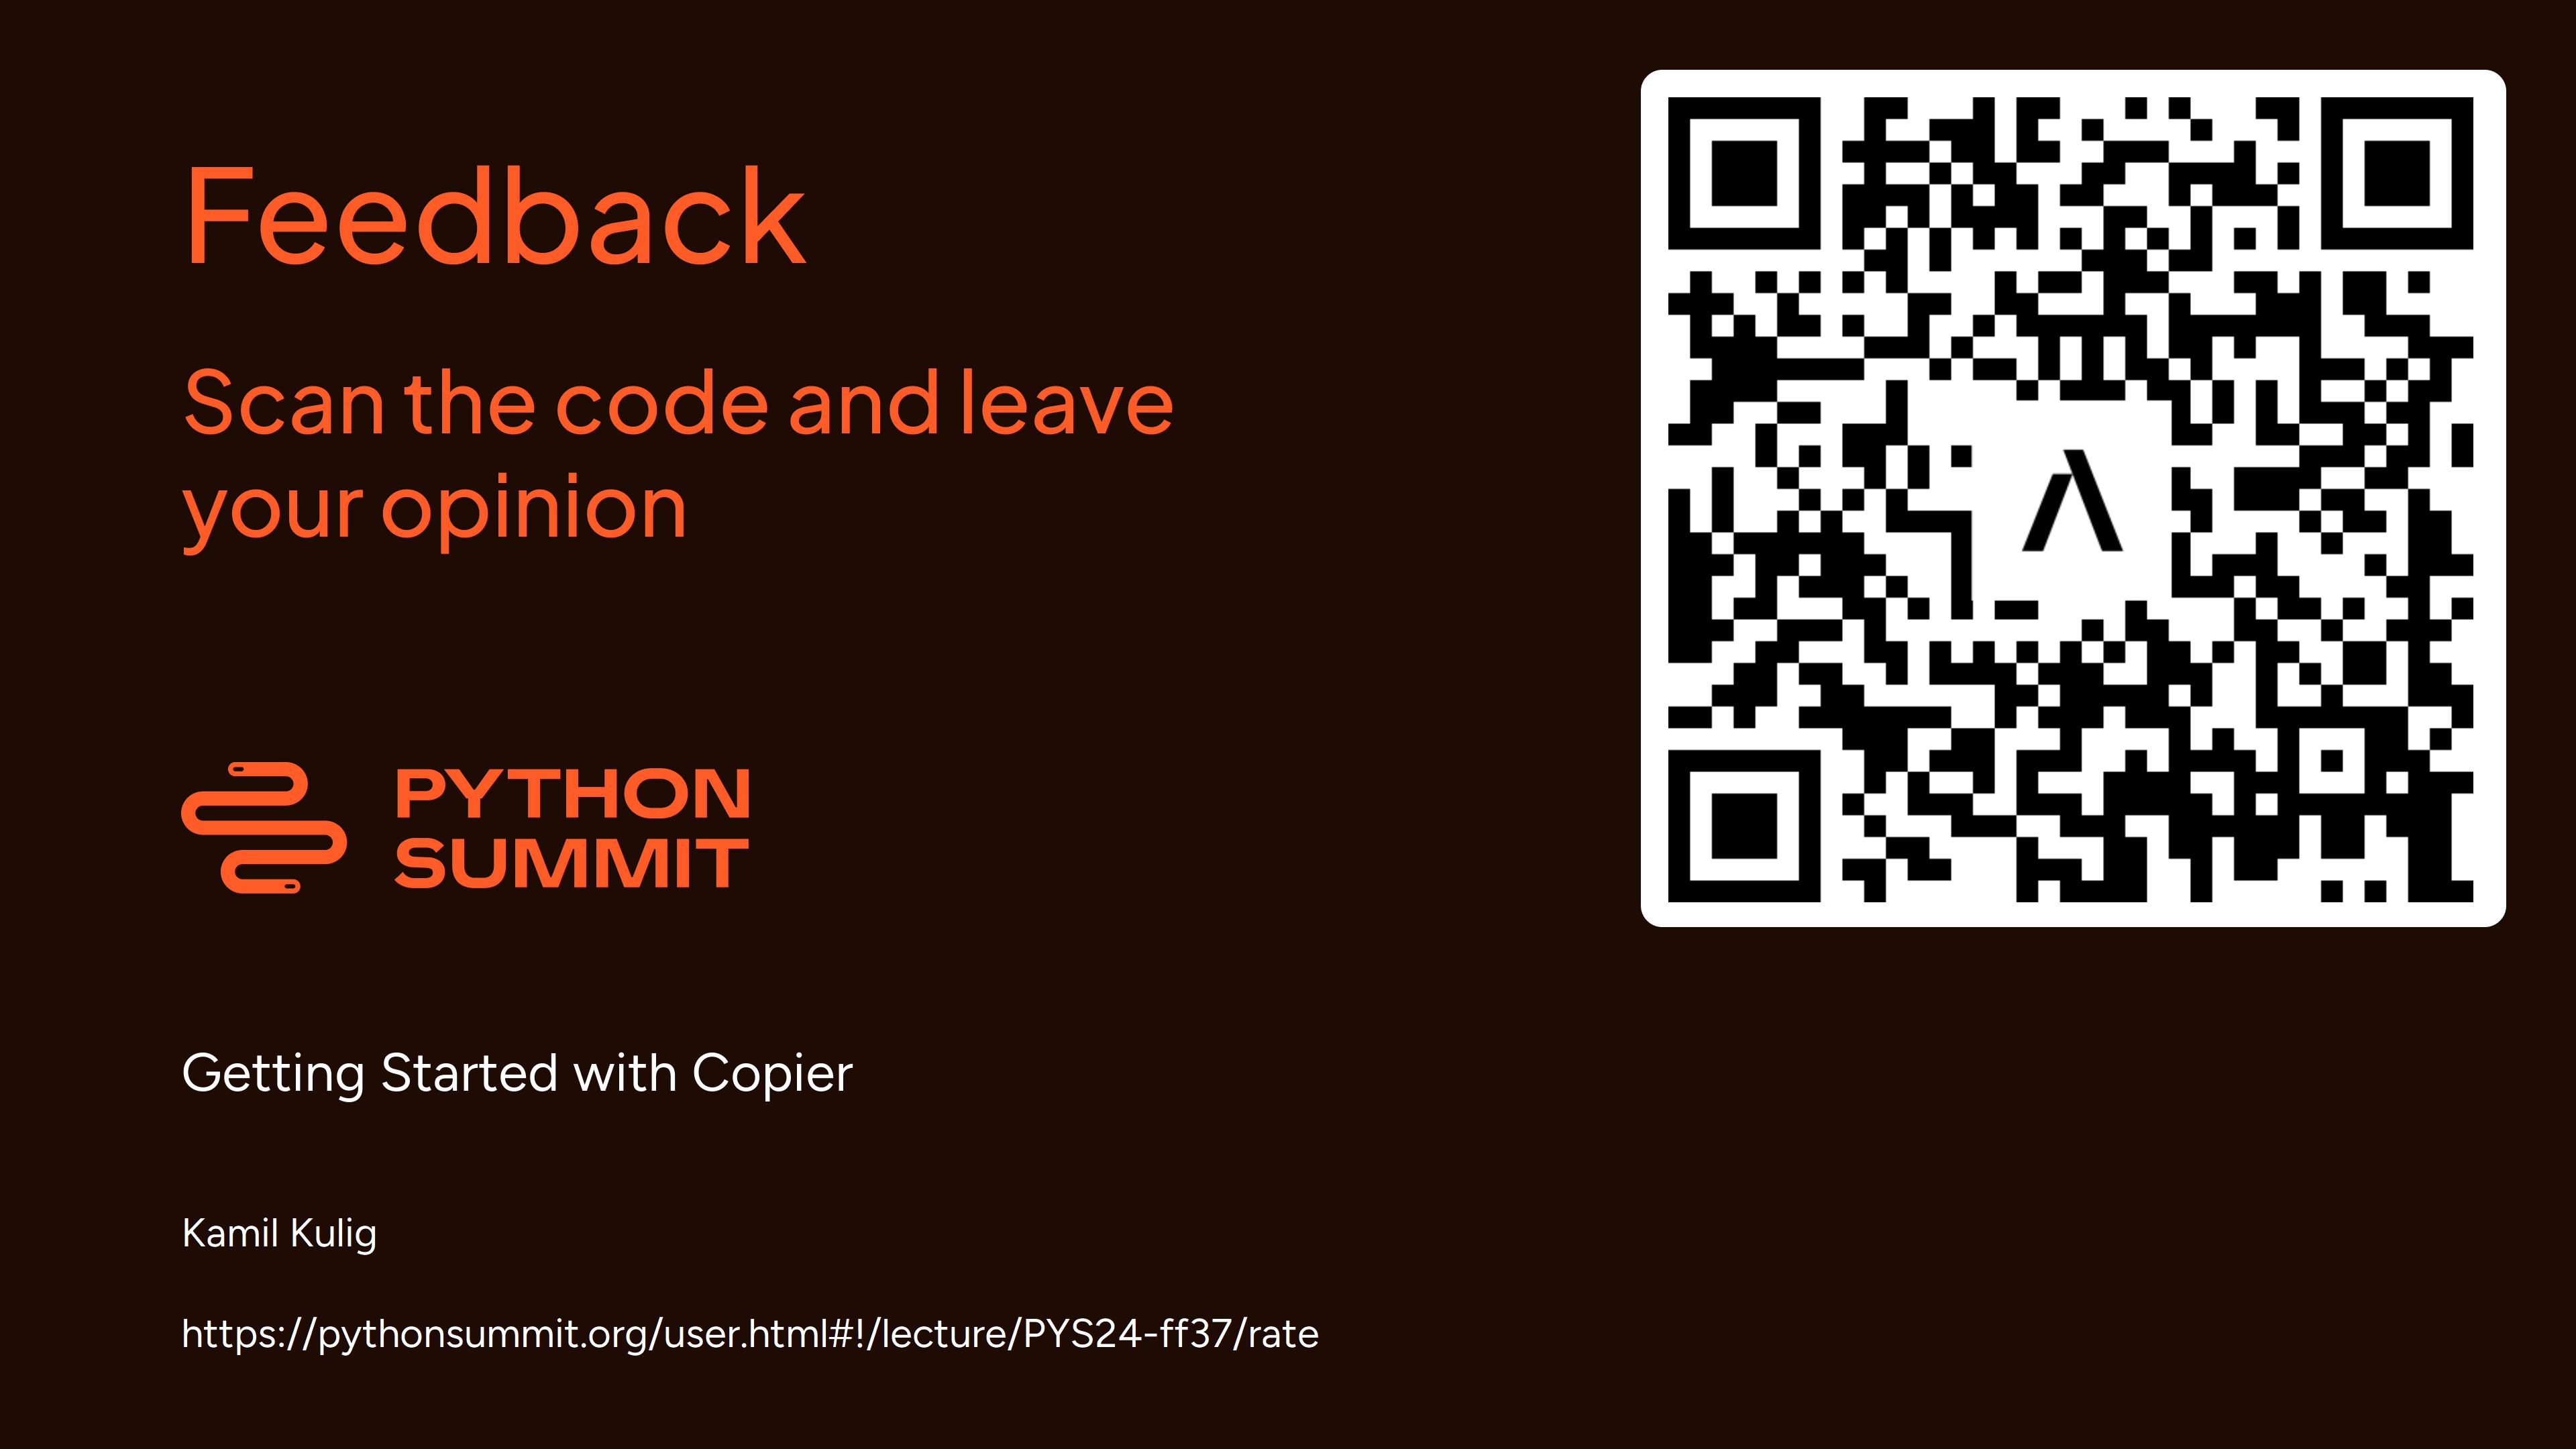 Feedback
Scan the code and leave
your opinion
PYTHON
SUMMIT
Getting Started with Copier
Kamil Kulig
https://pythonsummit.org/user.html#!/lecture/PYS24-ff37/rate